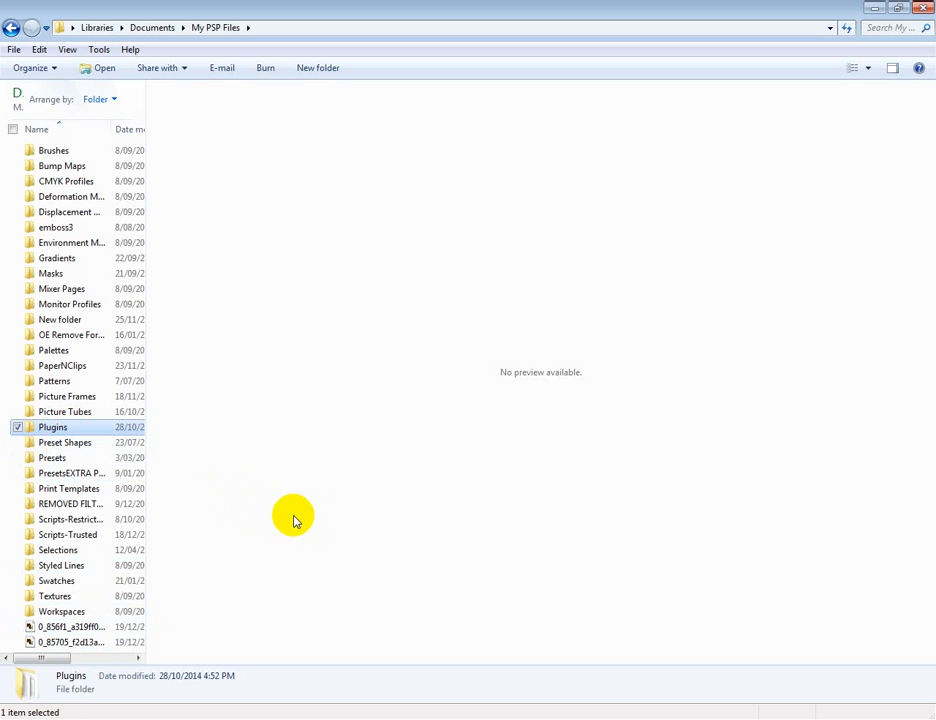 Libraries Documents My PSP Files
Search My ...
File Edit View Tools Help
Organize Open Share with E-mail Burn New folder
D.
M.
Arrange by: Folder
Name Date m
Brushes 8/09/20
Bump Maps 8/09/20
CMYK Profiles 8/09/20
Deformation M... 8/09/20
Displacement ... 8/09/20
emboss3 8/08/20
Environment M... 8/09/20
Gradients 22/09/2
Masks 21/09/2
Mixer Pages 8/09/20
Monitor Profiles 8/09/20
New folder 25/11/2
OE Remove For... 16/01/2
Palettes 8/09/20
PaperNClips 23/11/2
Patterns 7/07/20
Picture Frames 18/11/2
Picture Tubes 16/10/2
Plugins 28/10/2
Preset Shapes 23/07/2
Presets 3/03/20
PresetsEXTRA P... 9/01/20
Print Templates 8/09/20
REMOVED FILT... 9/12/20
Scripts-Restrict... 8/10/20
Scripts-Trusted 18/12/2
Selections 12/04/2
Styled Lines 8/09/20
Swatches 21/01/2
Textures 8/09/20
Workspaces 8/09/20
0_856f1_a319ff0... 19/12/2
0_85705_f2d13a... 19/12/2
No preview available.
Plugins Date modified: 28/10/2014 4:52 PM
File folder
1 item selected